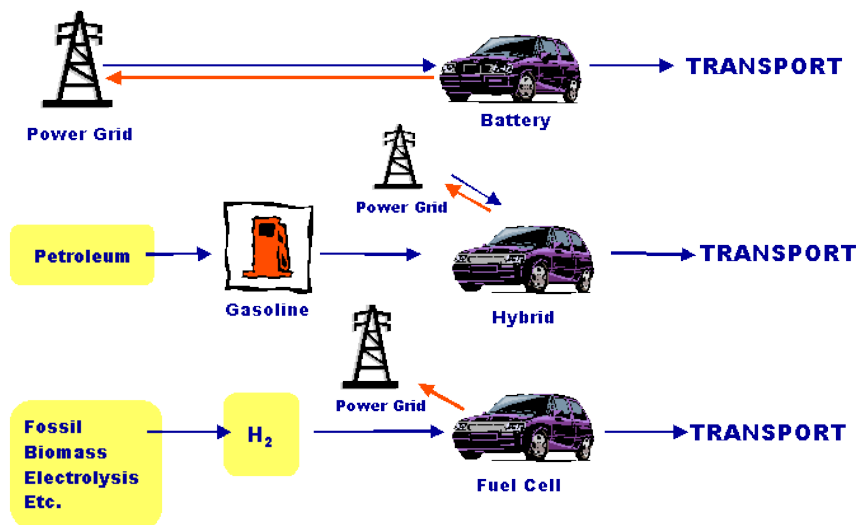 TRANSPORT
Power Grid
Battery
Power Grid
Petroleum
TRANSPORT
Gasoline
Hybrid
Power Grid
Fossil
Biomass
Electrolysis
Etc.
H₂
TRANSPORT
Fuel Cell